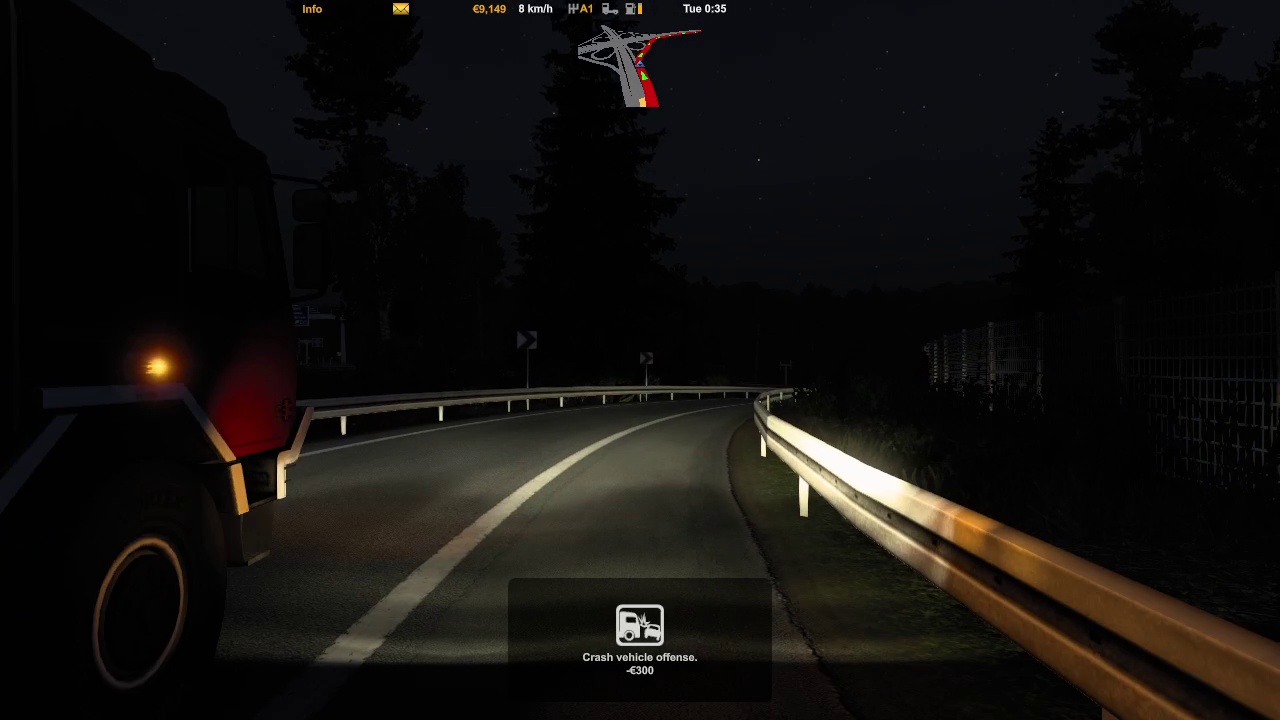 Info
€9,149
8 km/h
A1
Tue 0:35
Crash vehicle offense.
-€300